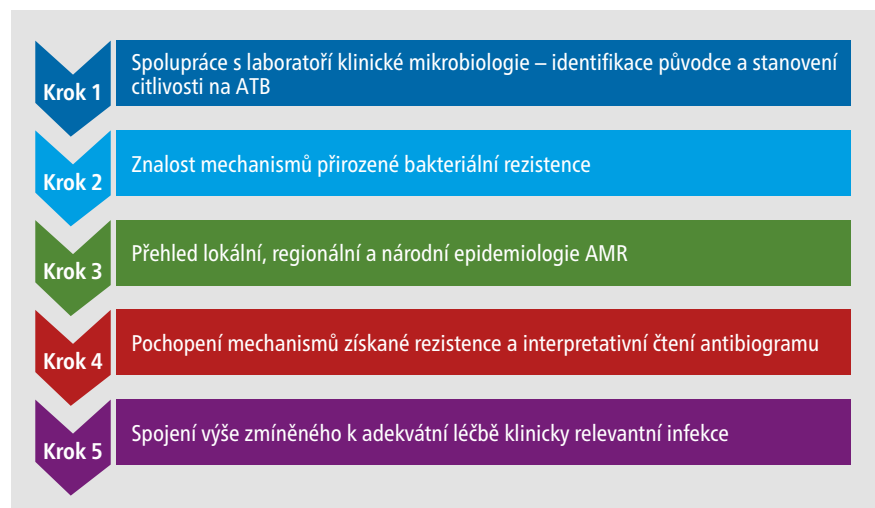 Krok 1
Spolupráce s laboratoří klinické mikrobiologie – identifikace původce a stanovení
citlivosti na ATB
Krok 2
Znalost mechanismů přirozené bakteriální rezistence
Krok 3
Přehled lokální, regionální a národní epidemiologie AMR
Krok 4
Pochopení mechanismů získané rezistence a interpretativní čtení antibiogramu
Krok 5
Spojení výše zmíněného k adekvátní léčbě klinicky relevantní infekce